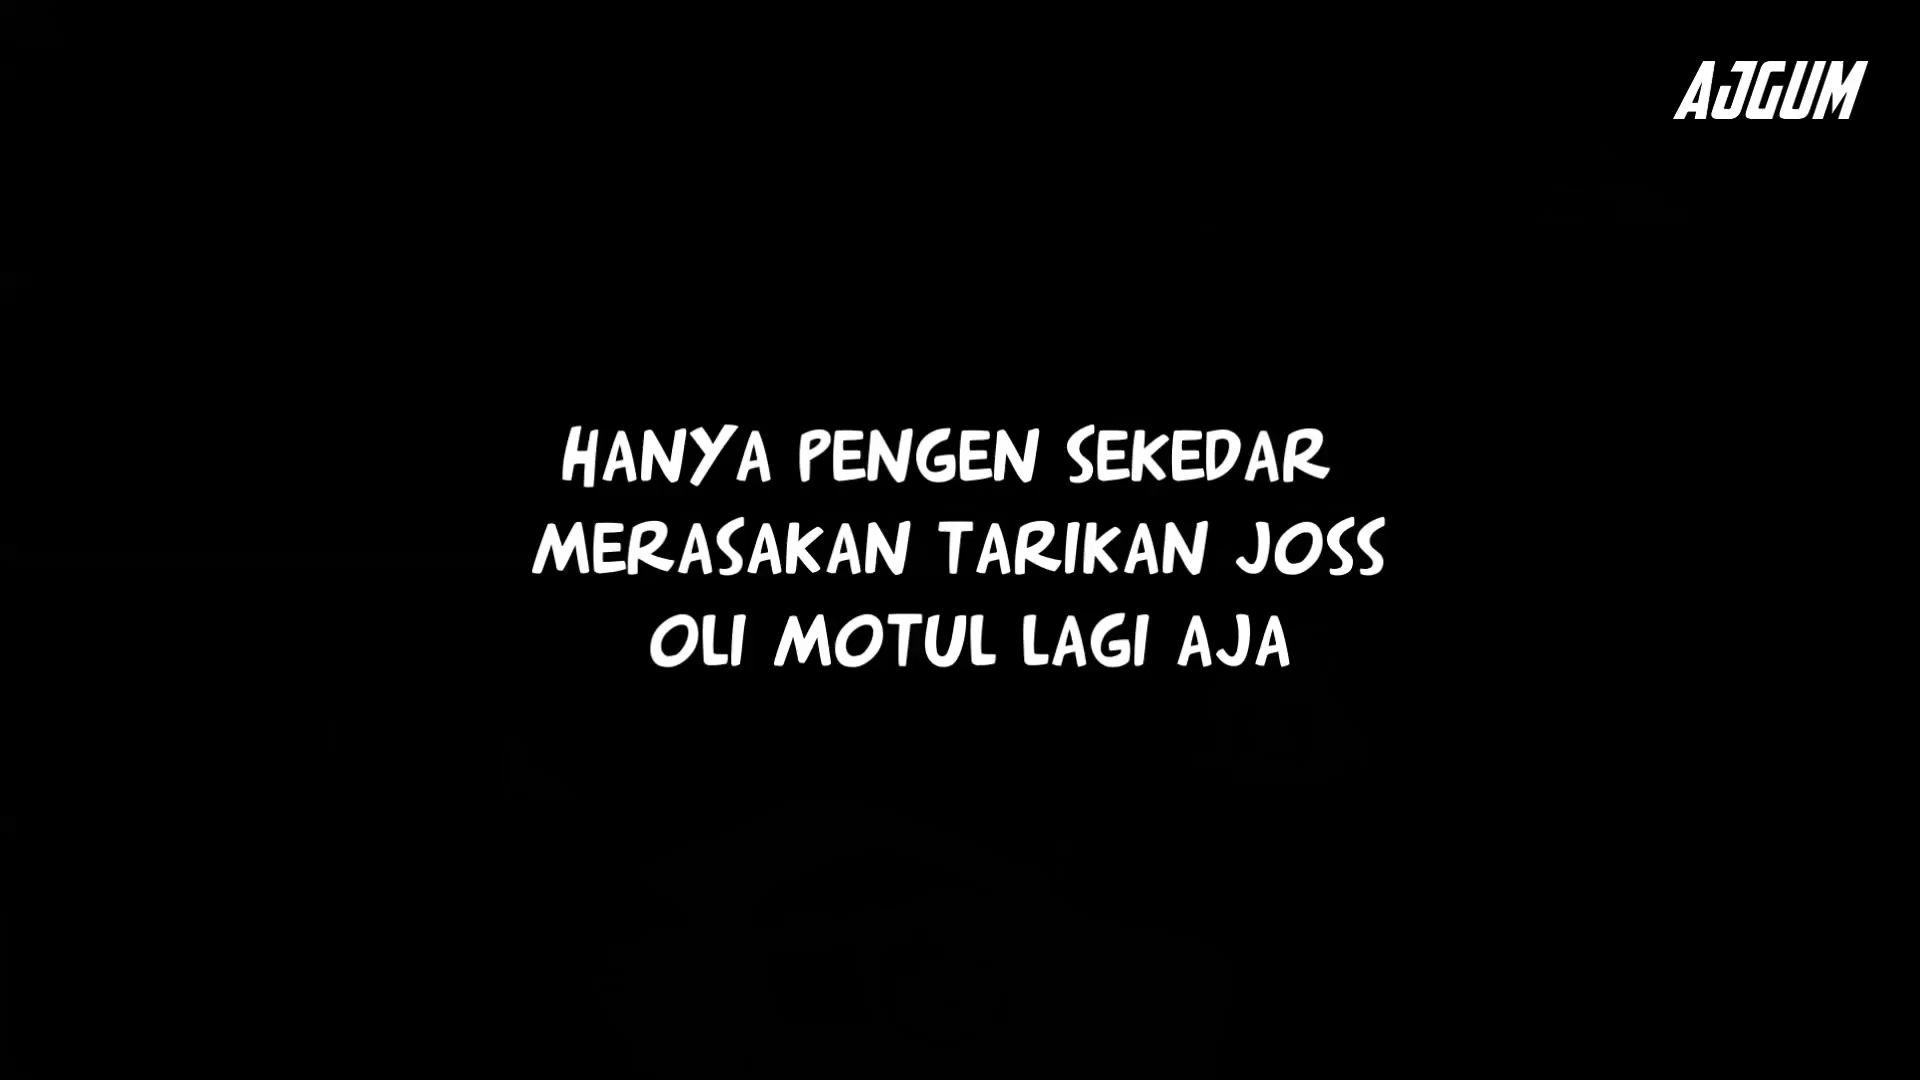 AJGUM
HANYA PENGEN SEKEDAR
MERASAKAN TARIKAN JOSS
OLI MOTUL LAGI AJA